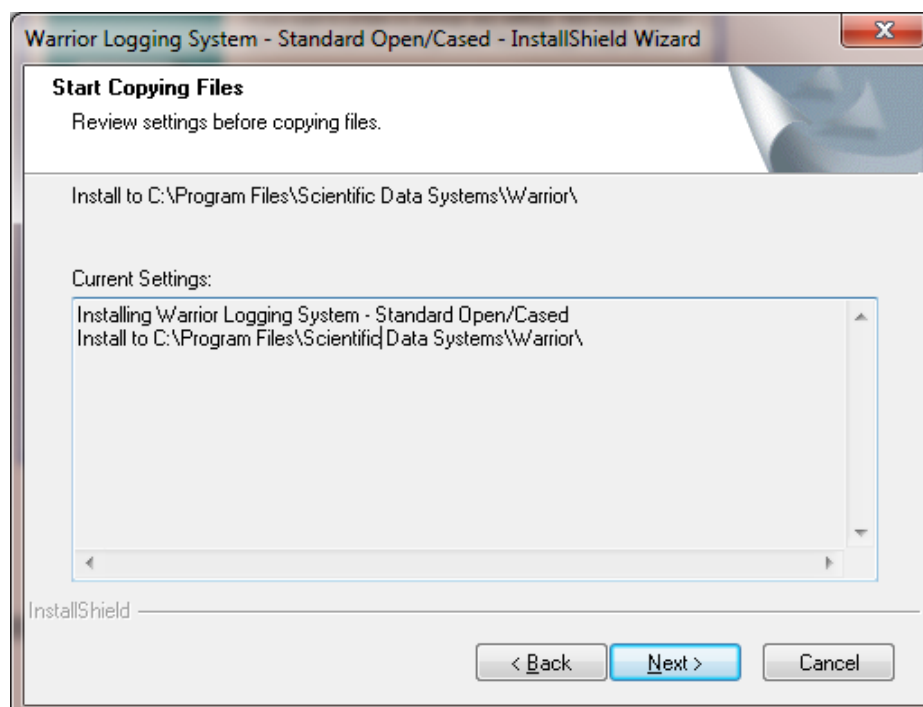 Warrior Logging System - Standard Open/Cased - InstallShield Wizard
Start Copying Files
Review settings before copying files.
Install to C:\Program Files\Scientific Data Systems\Warrior\
Current Settings:
Installing Warrior Logging System - Standard Open/Cased
Install to C:\Program Files\Scientific Data Systems\Warrior\
InstallShield
< Back
Next >
Cancel